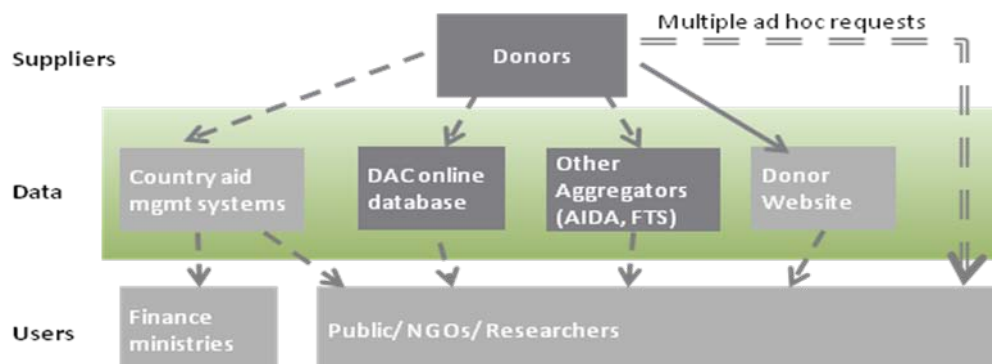 Multiple ad hoc requests
Suppliers
Donors
Data
Country aid
mgmt systems
DAC online
database
Other
Aggregators
(AIDA, FTS)
Donor
Website
Users
Finance
ministries
Public/ NGOs/ Researchers